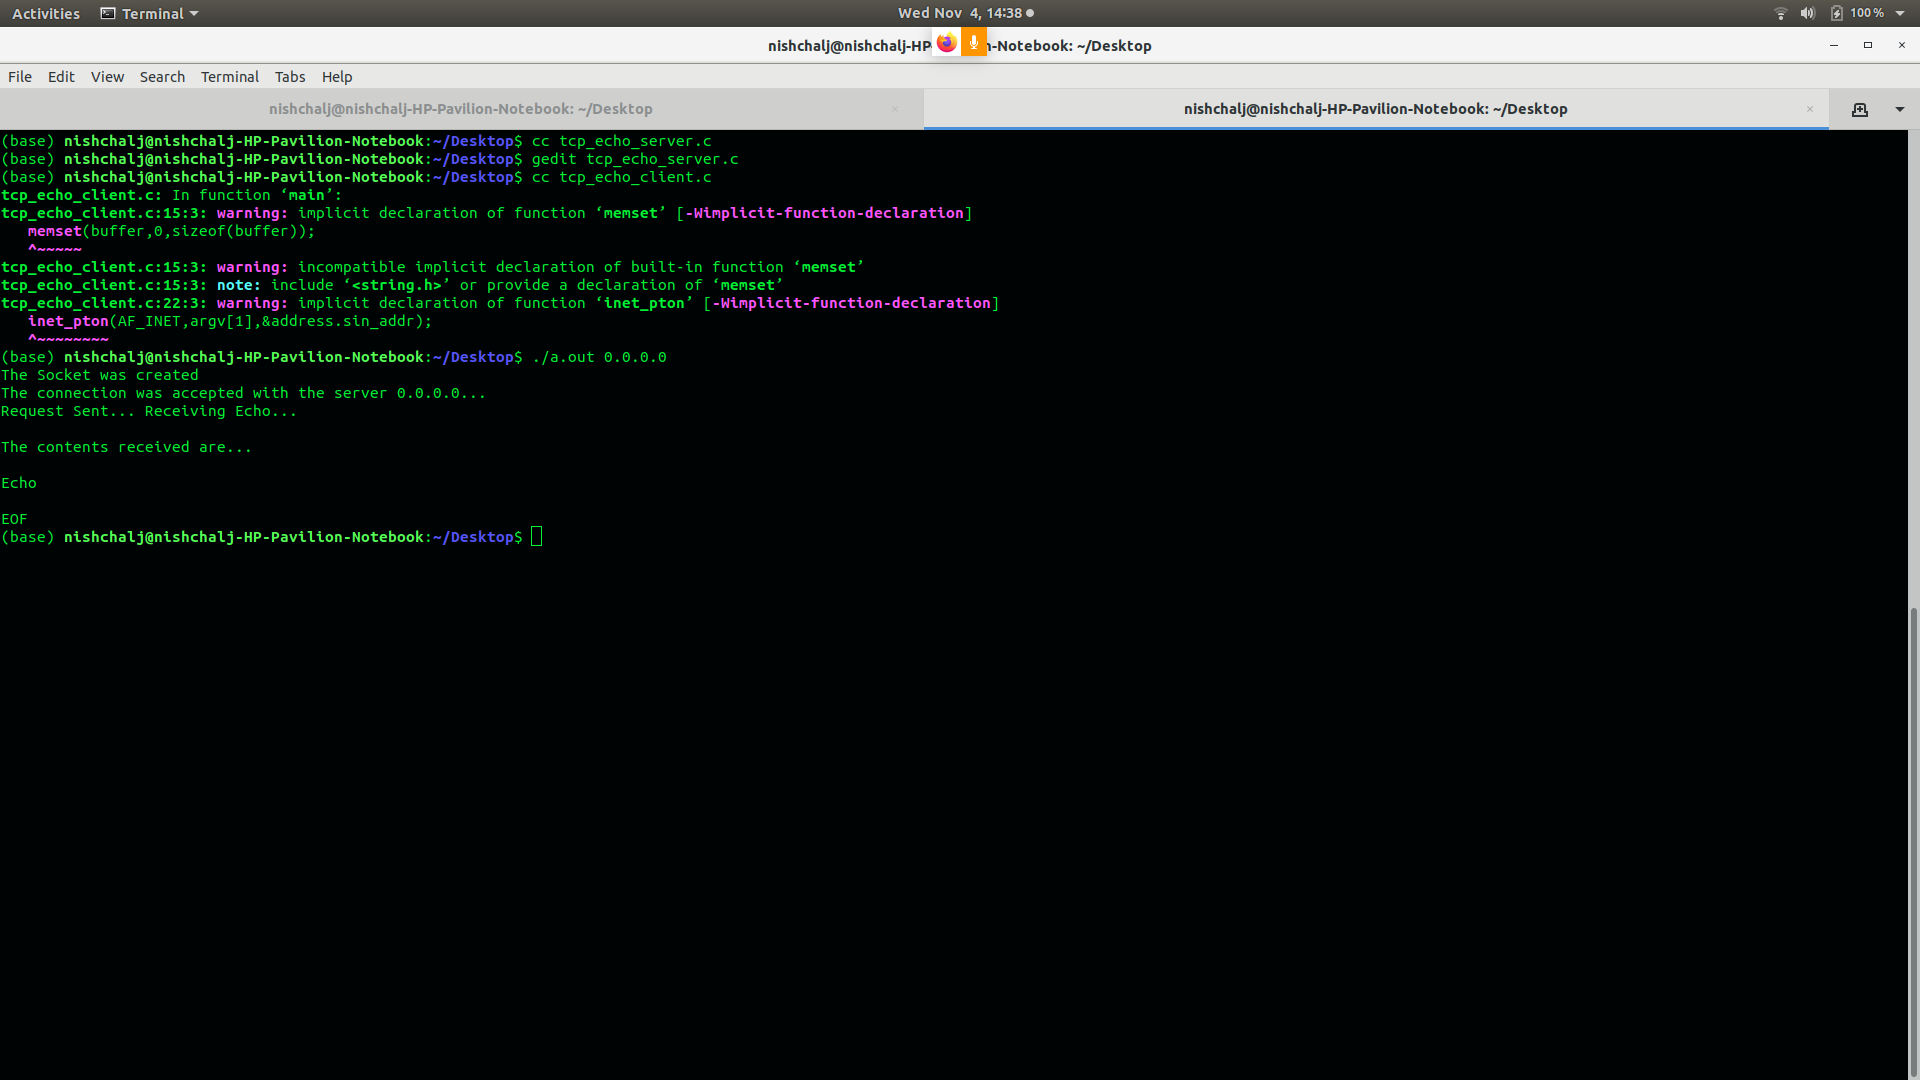 Activities Terminal Wed Nov 4, 14:38 100%
nishchalj@nishchalj-HP- n-Notebook: ~/Desktop
File Edit View Search Terminal Tabs Help
nishchalj@nishchalj-HP-Pavilion-Notebook: ~/Desktop nishchalj@nishchalj-HP-Pavilion-Notebook: ~/Desktop
(base) nishchalj@nishchalj-HP-Pavilion-Notebook:~/Desktop$ cc tcp_echo_server.c
(base) nishchalj@nishchalj-HP-Pavilion-Notebook:~/Desktop$ gedit tcp_echo_server.c
(base) nishchalj@nishchalj-HP-Pavilion-Notebook:~/Desktop$ cc tcp_echo_client.c
tcp_echo_client.c: In function ‘main’:
tcp_echo_client.c:15:3: warning: implicit declaration of function ‘memset’ [-Wimplicit-function-declaration]
   memset(buffer,0,sizeof(buffer));
   ^~~~~~
tcp_echo_client.c:15:3: warning: incompatible implicit declaration of built-in function ‘memset’
tcp_echo_client.c:15:3: note: include ‘<string.h>’ or provide a declaration of ‘memset’
tcp_echo_client.c:22:3: warning: implicit declaration of function ‘inet_pton’ [-Wimplicit-function-declaration]
   inet_pton(AF_INET,argv[1],&address.sin_addr);
   ^~~~~~~~~
(base) nishchalj@nishchalj-HP-Pavilion-Notebook:~/Desktop$ ./a.out 0.0.0.0
The Socket was created
The connection was accepted with the server 0.0.0.0...
Request Sent... Receiving Echo...
The contents received are...
Echo
EOF
(base) nishchalj@nishchalj-HP-Pavilion-Notebook:~/Desktop$